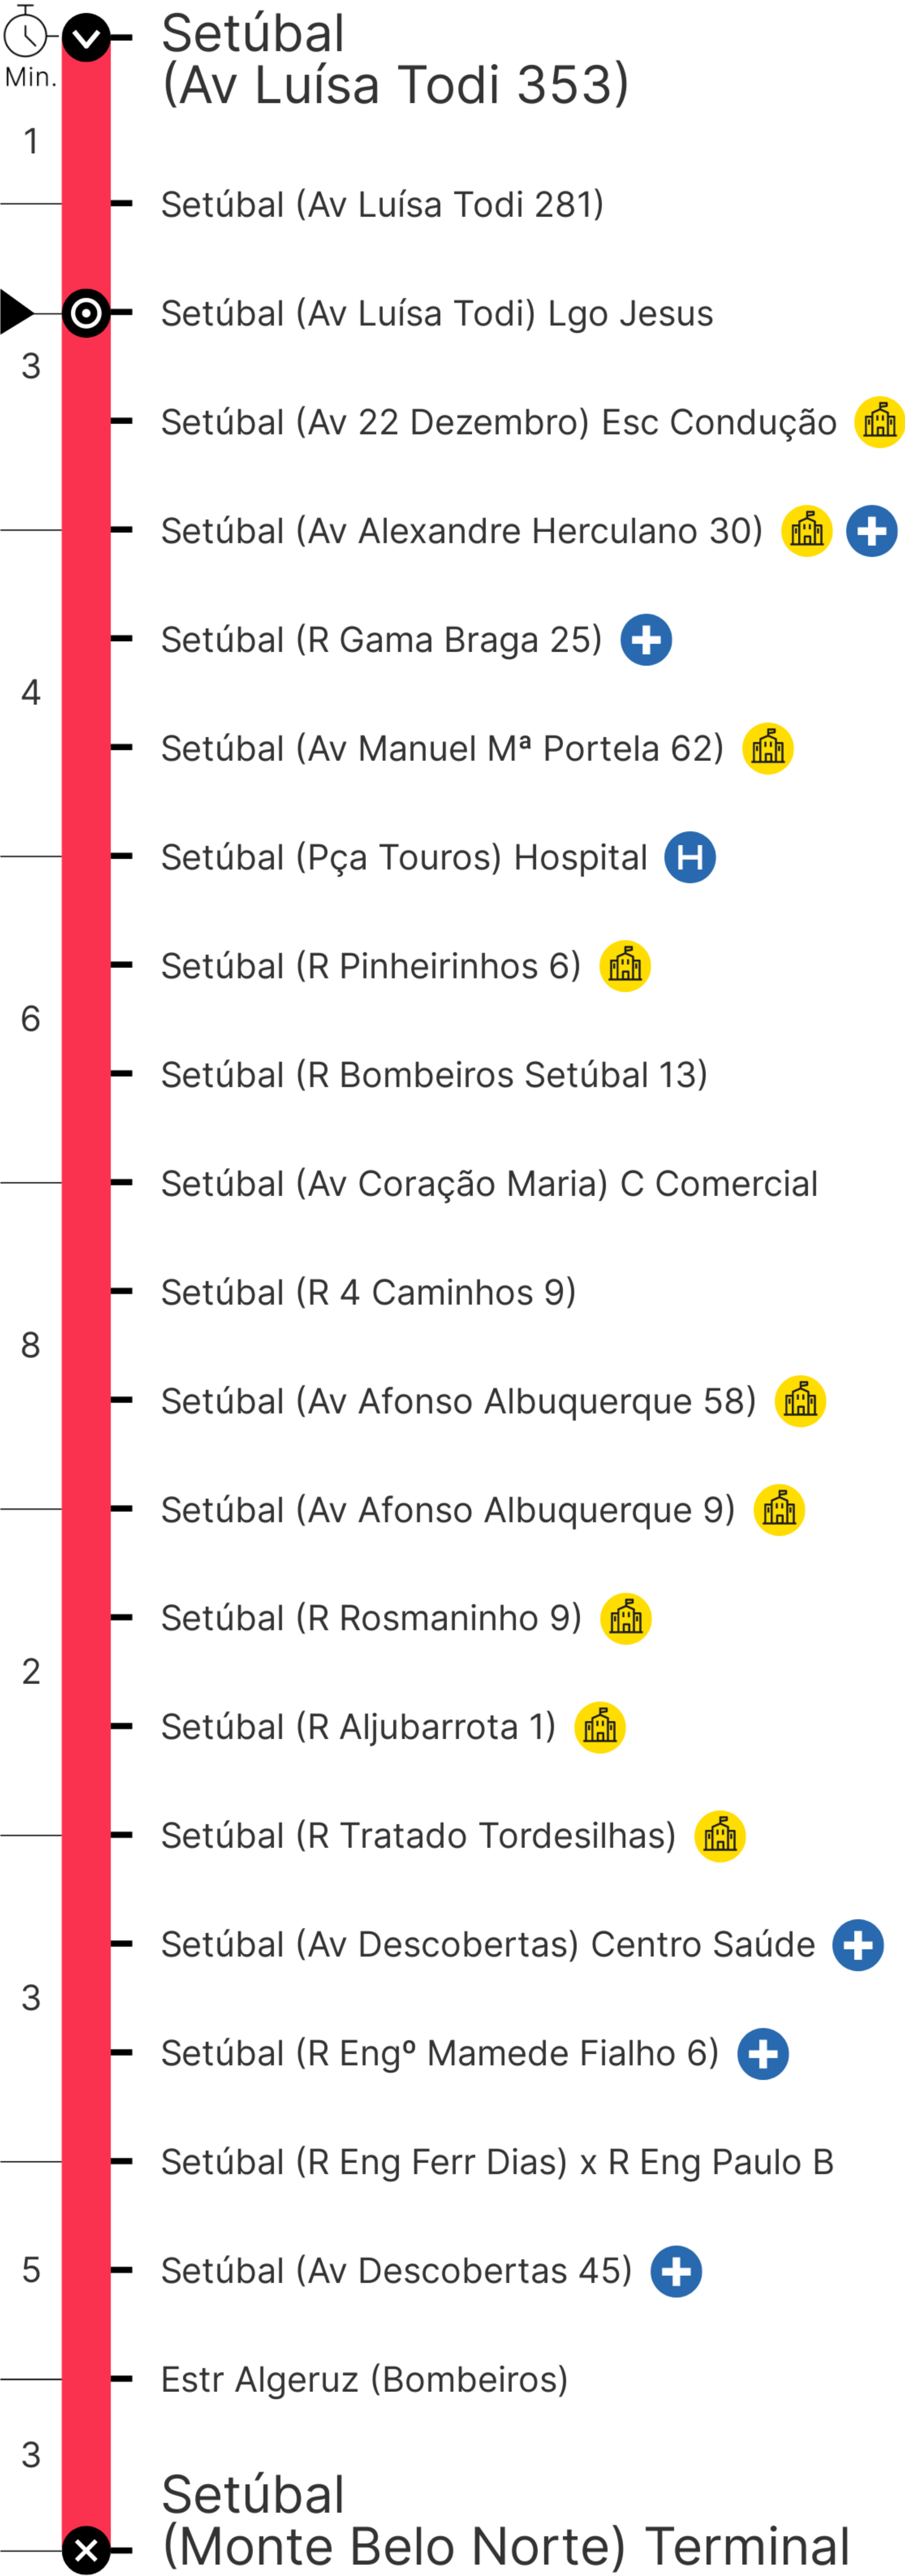 Setúbal
(Av Luísa Todi 353)
Min.
1
Setúbal (Av Luísa Todi 281)
Setúbal (Av Luísa Todi) Lgo Jesus
3
Setúbal (Av 22 Dezembro) Esc Condução
Setúbal (Av Alexandre Herculano 30)
Setúbal (R Gama Braga 25)
4
Setúbal (Av Manuel Mª Portela 62)
Setúbal (Pça Touros) Hospital H
Setúbal (R Pinheirinhos 6)
6
Setúbal (R Bombeiros Setúbal 13)
Setúbal (Av Coração Maria) C Comercial
Setúbal (R 4 Caminhos 9)
8
Setúbal (Av Afonso Albuquerque 58)
Setúbal (Av Afonso Albuquerque 9)
Setúbal (R Rosmaninho 9)
2
Setúbal (R Aljubarrota 1)
Setúbal (R Tratado Tordesilhas)
Setúbal (Av Descobertas) Centro Saúde
3
Setúbal (R Engº Mamede Fialho 6)
Setúbal (R Eng Ferr Dias) x R Eng Paulo B
5
Setúbal (Av Descobertas 45)
Estr Algeruz (Bombeiros)
3
Setúbal
(Monte Belo Norte) Terminal